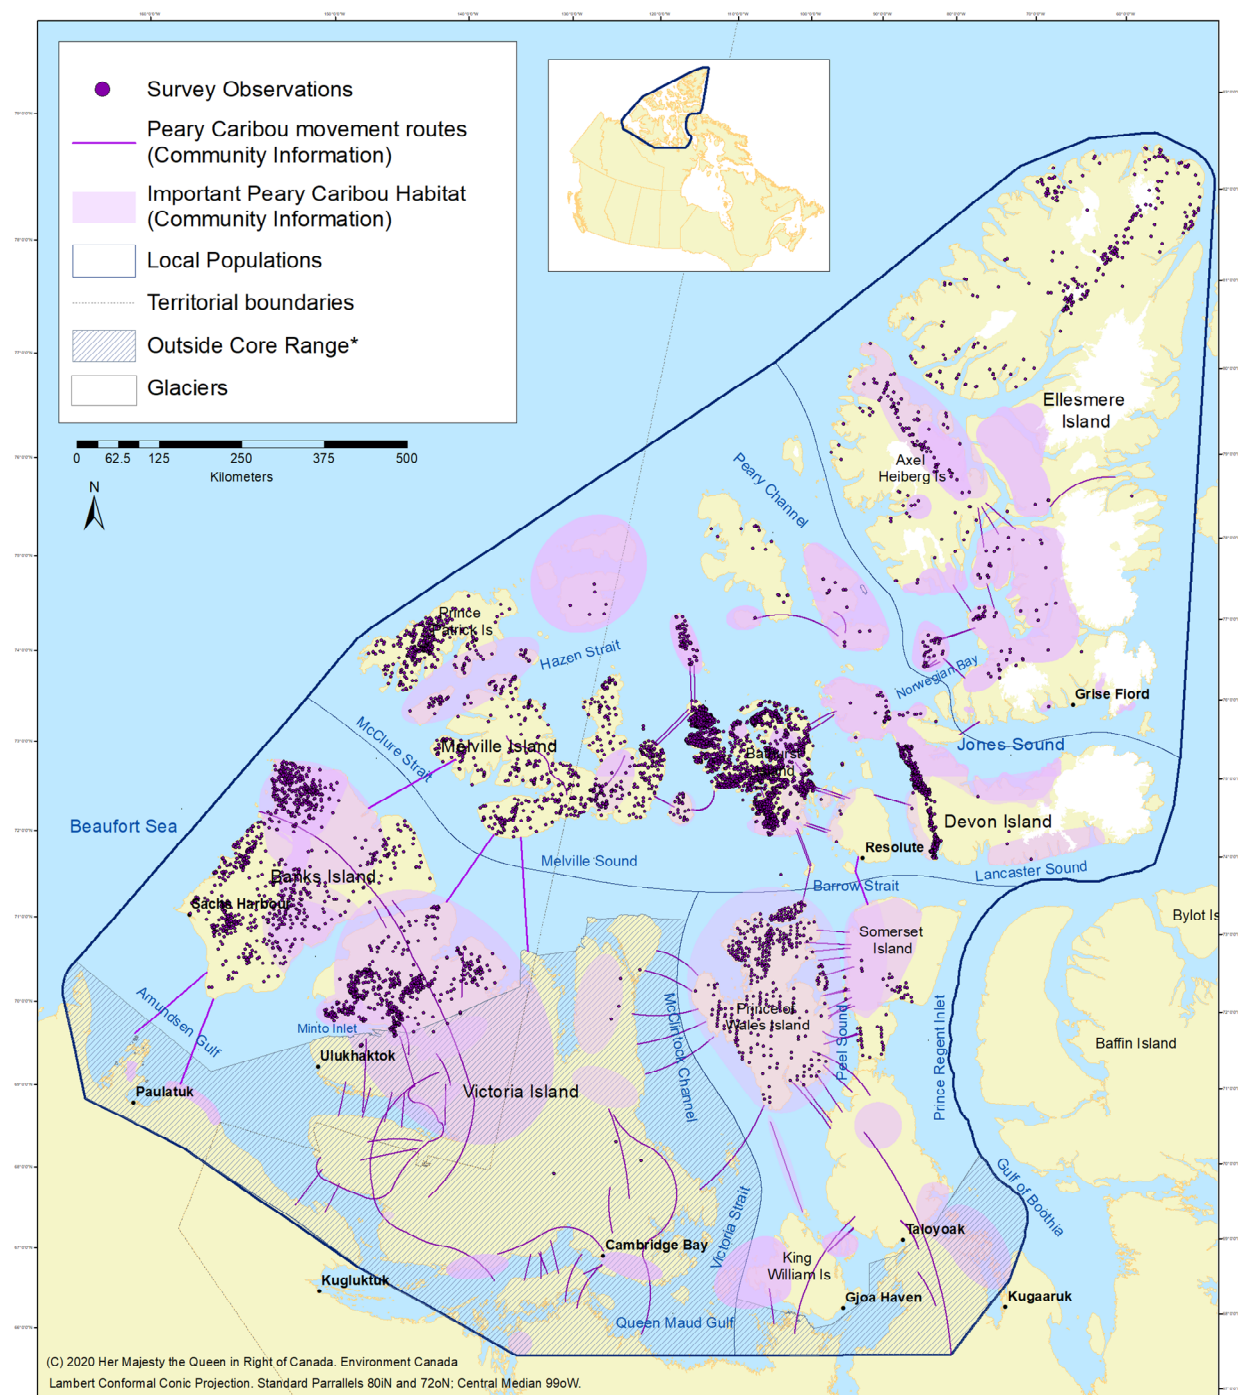 Survey Observations
Peary Caribou movement routes
(Community Information)
Important Peary Caribou Habitat
(Community Information)
Local Populations
Territorial boundaries
Outside Core Range*
Glaciers
0 62.5 125 250 375 500
Kilometers
N
Ellesmere
Island
Axel
Heiberg Is
Peary Channel
Prince
Patrick Is
Hazen Strait
Norwegian Bay
Grise Fiord
McClure Strait
Melville Island
Bathurst
Island
Jones Sound
Beaufort Sea
Devon Island
Resolute
Melville Sound
Lancaster Sound
Banks Island
Barrow Strait
Sachs Harbour
Bylot Is
Somerset
Island
Amundsen Gulf
McClintock Channel
Prince of
Wales Island
Peel Sound
Prince Regent Inlet
Minto Inlet
Baffin Island
Ulukhaktok
Paulatuk
Victoria Island
Gulf of Boothia
Victoria Strait
Taloyoak
Cambridge Bay
King
William Is
Kugluktuk
Gjoa Haven
Kugaaruk
Queen Maud Gulf
(C) 2020 Her Majesty the Queen in Right of Canada. Environment Canada
Lambert Conformal Conic Projection. Standard Parrallels 80iN and 72oN; Central Median 99oW.